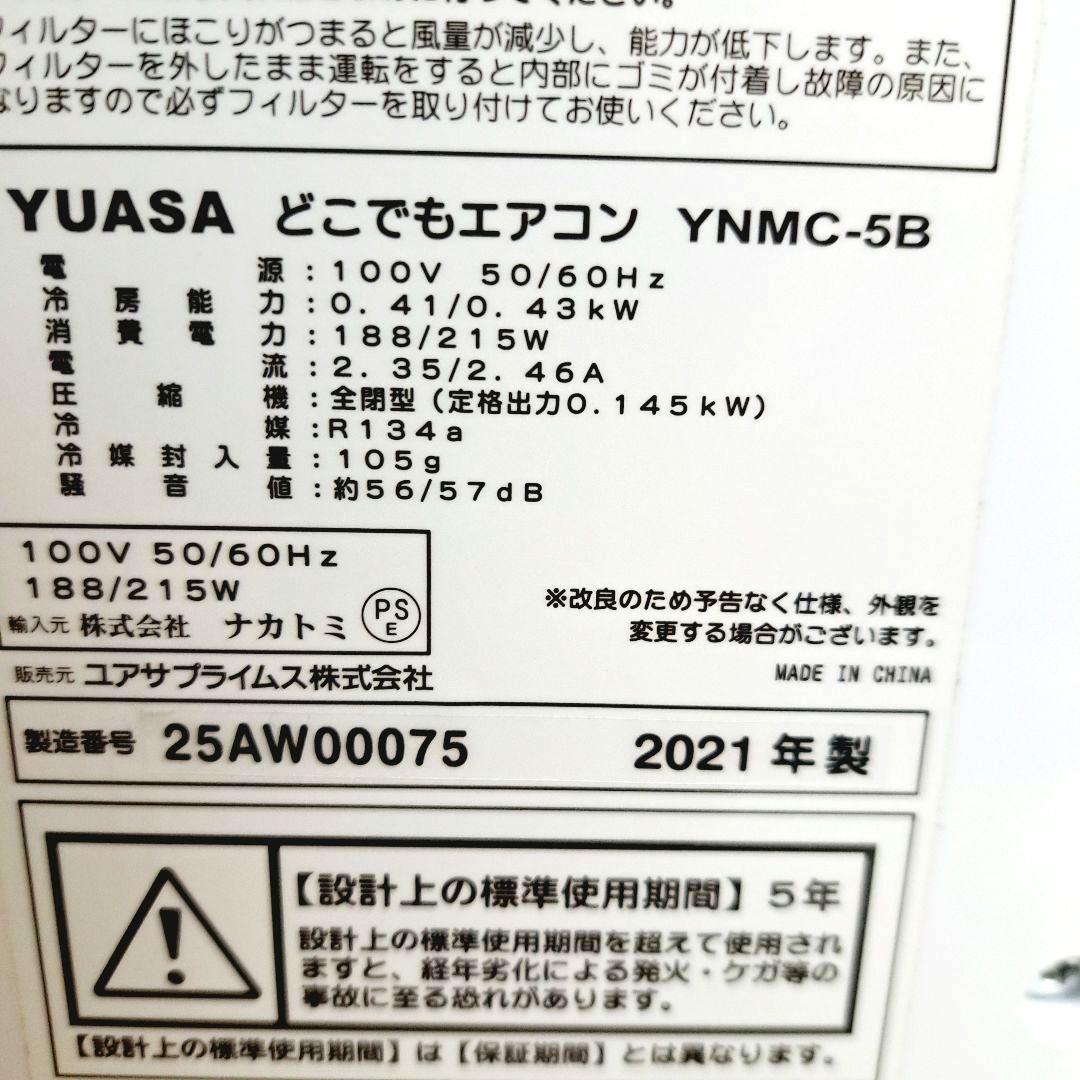 フィルターにほこりがつまると風量が減少し、能力が低下します。また、
フィルターを外したまま運転をすると内部にゴミが付着し故障の原因に
なりますので必ずフィルターを取り付けてお使いください。
YUASA どこでもエアコン YNMC-5B
電源:100V 50/60Hz
冷房能力:0.41/0.43kW
消費電力:188/215W
電流:2.35/2.46A
圧縮機:全閉型(定格出力0.145kW)
冷媒:R134a
冷媒封入量:105g
騒音値:約56/57dB
100V 50/60Hz
188/215W
輸入元 株式会社 ナカトミ
PS
E
※改良のため予告なく仕様、外観を
変更する場合がございます。
販売元 ユアサプライムス株式会社
MADE IN CHINA
製造番号 25AW00075 2021年製
【設計上の標準使用期間】5年
設計上の標準使用期間を超えて使用され
ますと、経年劣化による発火・ケガ等の
事故に至る恐れがあります。
【設計上の標準使用期間】は【保証期間】とは異なります。